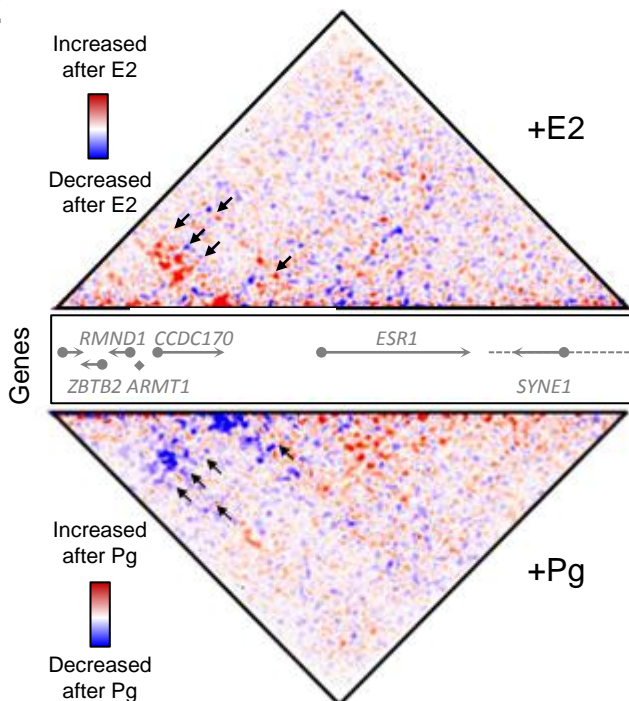 Increased
after E2
Decreased
after E2
+E2
Genes
RMND1 CCDC170 ESR1
ZBTB2 ARMT1 SYNE1
Increased
after Pg
Decreased
after Pg
+Pg